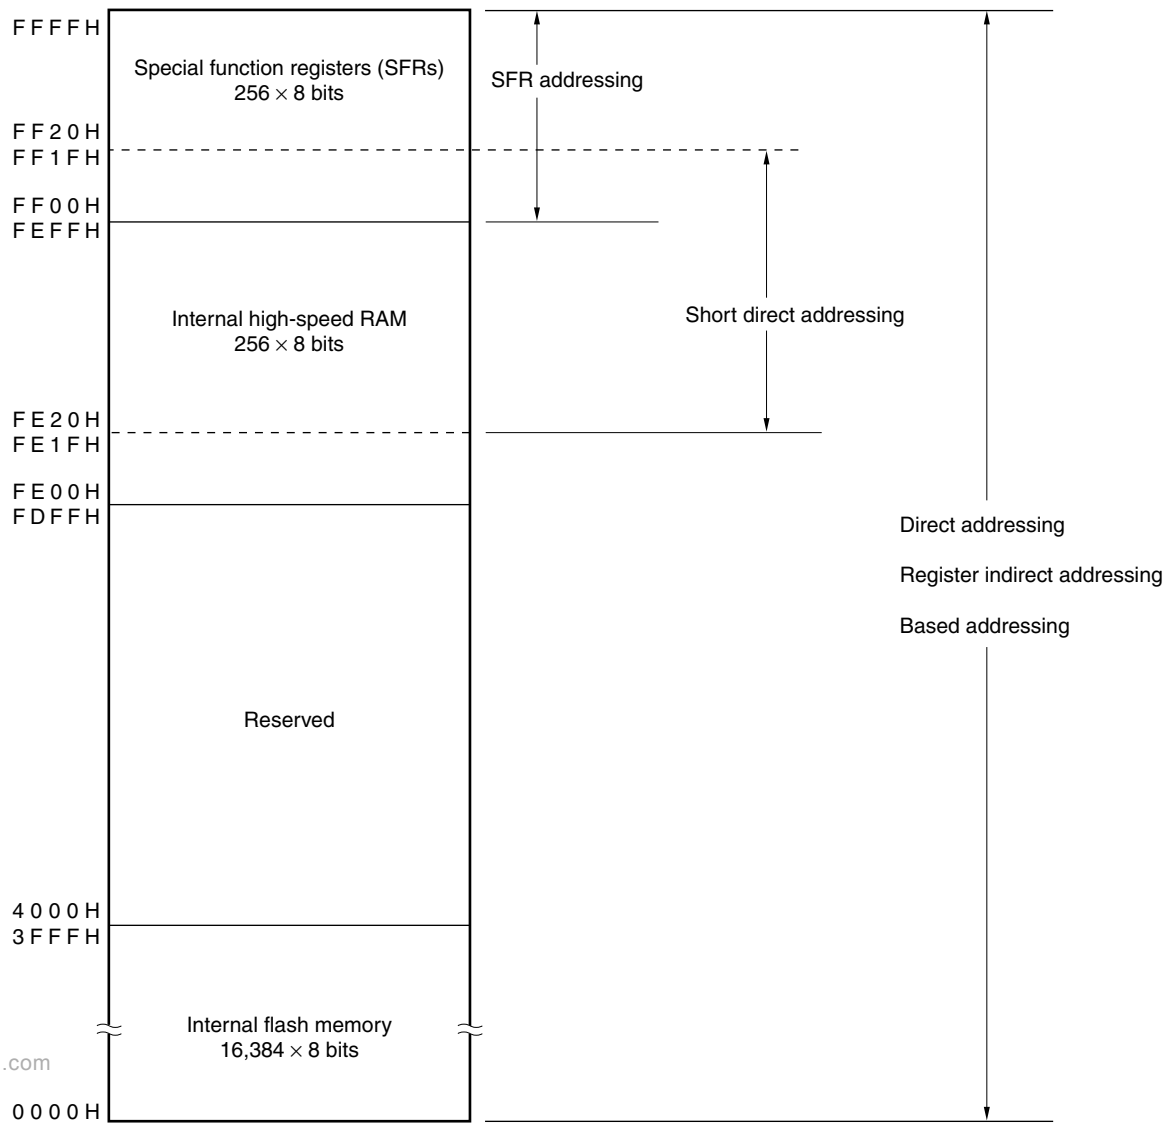 FFFFH
Special function registers (SFRs)
256 × 8 bits
SFR addressing
FF20H
FF1FH
FF00H
FEFFH
Internal high-speed RAM
256 × 8 bits
Short direct addressing
FE20H
FE1FH
FE00H
FDFFH
Direct addressing
Register indirect addressing
Based addressing
Reserved
4000H
3FFFH
Internal flash memory
16,384 × 8 bits
.com
0000H